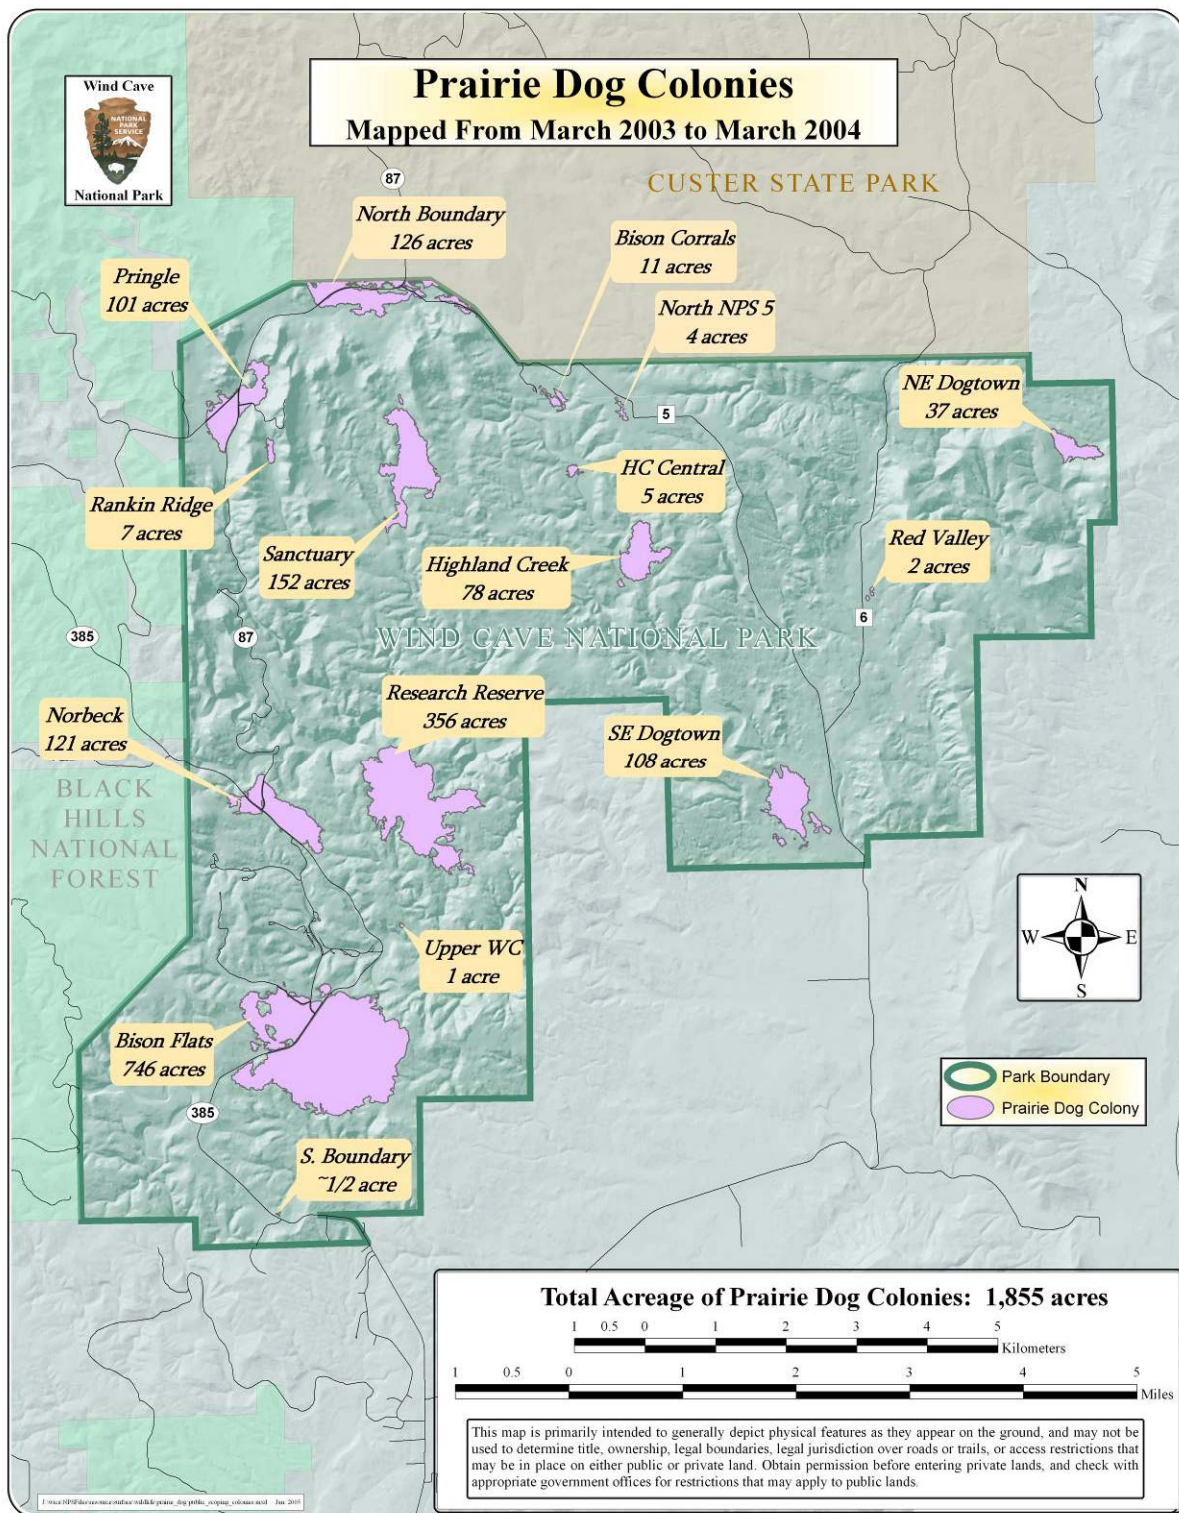 Prairie Dog Colonies
Mapped From March 2003 to March 2004
Wind Cave
NATIONAL
PARK
SERVICE
National Park
87
CUSTER STATE PARK
North Boundary
126 acres
Bison Corrals
11 acres
Pringle
101 acres
North NPS 5
4 acres
NE Dogtown
37 acres
5
HC Central
5 acres
Rankin Ridge
7 acres
Sanctuary
152 acres
Highland Creek
78 acres
Red Valley
2 acres
6
385
87
WIND CAVE NATIONAL PARK
Research Reserve
356 acres
Norbeck
121 acres
SE Dogtown
108 acres
BLACK
HILLS
NATIONAL
FOREST
N
W E
S
Upper WC
1 acre
Bison Flats
746 acres
385
Park Boundary
Prairie Dog Colony
S. Boundary
~1/2 acre
Total Acreage of Prairie Dog Colonies: 1,855 acres
1 0.5 0 1 2 3 4 5
Kilometers
1 0.5 0 1 2 3 4 5
Miles
This map is primarily intended to generally depict physical features as they appear on the ground, and may not be
used to determine title, ownership, legal boundaries, legal jurisdiction over roads or trails, or access restrictions that
may be in place on either public or private land. Obtain permission before entering private lands, and check with
appropriate government offices for restrictions that may apply to public lands.